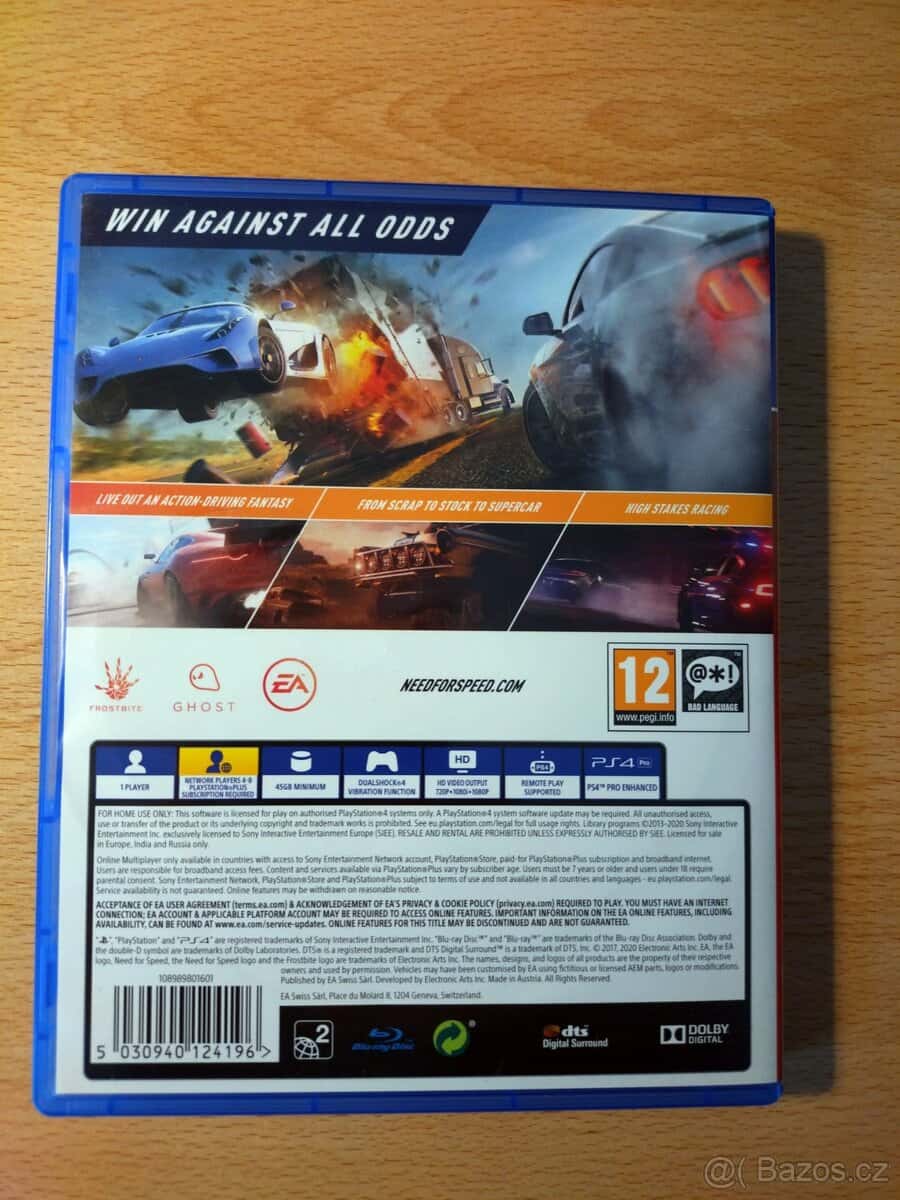 WIN AGAINST ALL ODDS
LIVE OUT AN ACTION-DRIVING FANTASY
FROM SCRAP TO STOCK TO SUPERCAR
HIGH STAKES RACING
FROSTBITE
GHOST
EA
NEEDFORSPEED.COM
12
www.pegi.info
@*!
BAD LANGUAGE
1 PLAYER
NETWORK PLAYERS 4-8
PLAYSTATION®PLUS
SUBSCRIPTION REQUIRED
45GB MINIMUM
DUALSHOCK®4
VIBRATION FUNCTION
HD
HD VIDEO OUTPUT
720P•1080i•1080P
PS4
REMOTE PLAY
SUPPORTED
PS4 Pro
PS4™ PRO ENHANCED
FOR HOME USE ONLY: This software is licensed for play on authorised PlayStation®4 systems only. A PlayStation®4 system software update may be required. All unauthorised access,
use or transfer of the product or its underlying copyright and trademark works is prohibited. See eu.playstation.com/legal for full usage rights. Library programs ©2013-2020 Sony Interactive
Entertainment Inc. exclusively licensed to Sony Interactive Entertainment Europe (SIEE). RESALE AND RENTAL ARE PROHIBITED UNLESS EXPRESSLY AUTHORISED BY SIEE. Licensed for sale
in Europe, India and Russia only.
Online Multiplayer only available in countries with access to Sony Entertainment Network account, PlayStation®Store, paid-for PlayStation®Plus subscription and broadband internet.
Users are responsible for broadband access fees. Content and services available via PlayStation®Plus vary by subscriber age. Users must be 7 years or older and users under 18 require
parental consent. Sony Entertainment Network, PlayStation®Store and PlayStation®Plus subject to terms of use and not available in all countries and languages - eu.playstation.com/legal.
Service availability is not guaranteed. Online features may be withdrawn on reasonable notice.
ACCEPTANCE OF EA USER AGREEMENT (terms.ea.com) & ACKNOWLEDGEMENT OF EA'S PRIVACY & COOKIE POLICY (privacy.ea.com) REQUIRED TO PLAY. YOU MUST HAVE AN INTERNET
CONNECTION; EA ACCOUNT & APPLICABLE PLATFORM ACCOUNT MAY BE REQUIRED TO ACCESS ONLINE FEATURES. IMPORTANT INFORMATION ON THE EA ONLINE FEATURES, INCLUDING
AVAILABILITY, CAN BE FOUND AT www.ea.com/service-updates. ONLINE FEATURES FOR THIS TITLE MAY BE DISCONTINUED AND ARE NOT GUARANTEED.
"PlayStation" and "PS4" are registered trademarks of Sony Interactive Entertainment Inc. "Blu-ray Disc™" and "Blu-ray™" are trademarks of the Blu-ray Disc Association. Dolby and
the double-D symbol are trademarks of Dolby Laboratories. DTS® is a registered trademark and DTS Digital Surround™ is a trademark of DTS, Inc. © 2017, 2020 Electronic Arts Inc. EA, the EA
logo, Need for Speed, the Need for Speed logo and the Frostbite logo are trademarks of Electronic Arts Inc. The names, designs, and logos of all products are the property of their respective
owners and used by permission. Vehicles may have been customised by EA using fictitious or licensed AEM parts, logos or modifications.
Published by EA Swiss Sàrl. Developed by Electronic Arts Inc. Made in Austria. All Rights Reserved.
EA Swiss Sàrl, Place du Molard 8, 1204 Geneva, Switzerland.
108989801601
5 030940 124196 >
2
Blu-ray Disc
dts
Digital Surround
DOLBY
DIGITAL
@( Bazos.cz